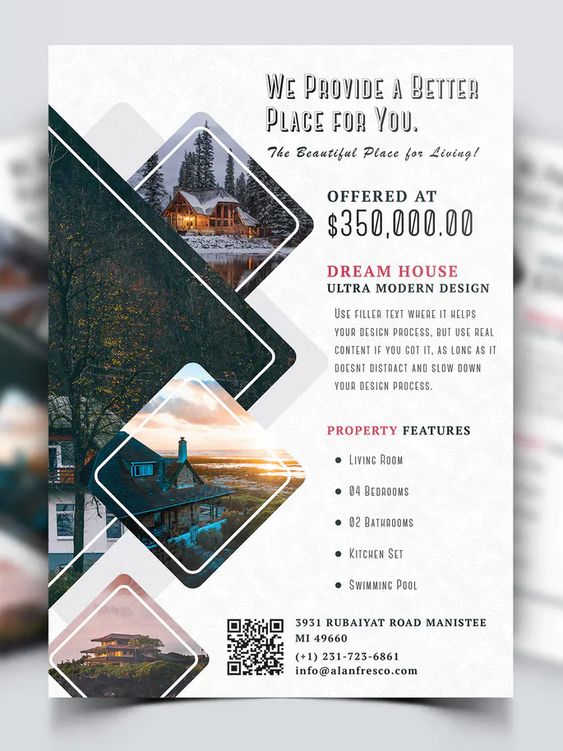 We Provide a Better
Place for You.
The Beautiful Place for Living!
OFFERED AT
$350,000.00
DREAM HOUSE
ULTRA MODERN DESIGN
Use filler text where it helps
your design process, but use real
content if you got it, as long as it
doesnt distract and slow down
your design process.
PROPERTY FEATURES
Living Room
04 Bedrooms
02 Bathrooms
Kitchen Set
Swimming Pool
3931 RUBAIYAT ROAD MANISTEE
MI 49660
(+1) 231-723-6861
info@alanfresco.com